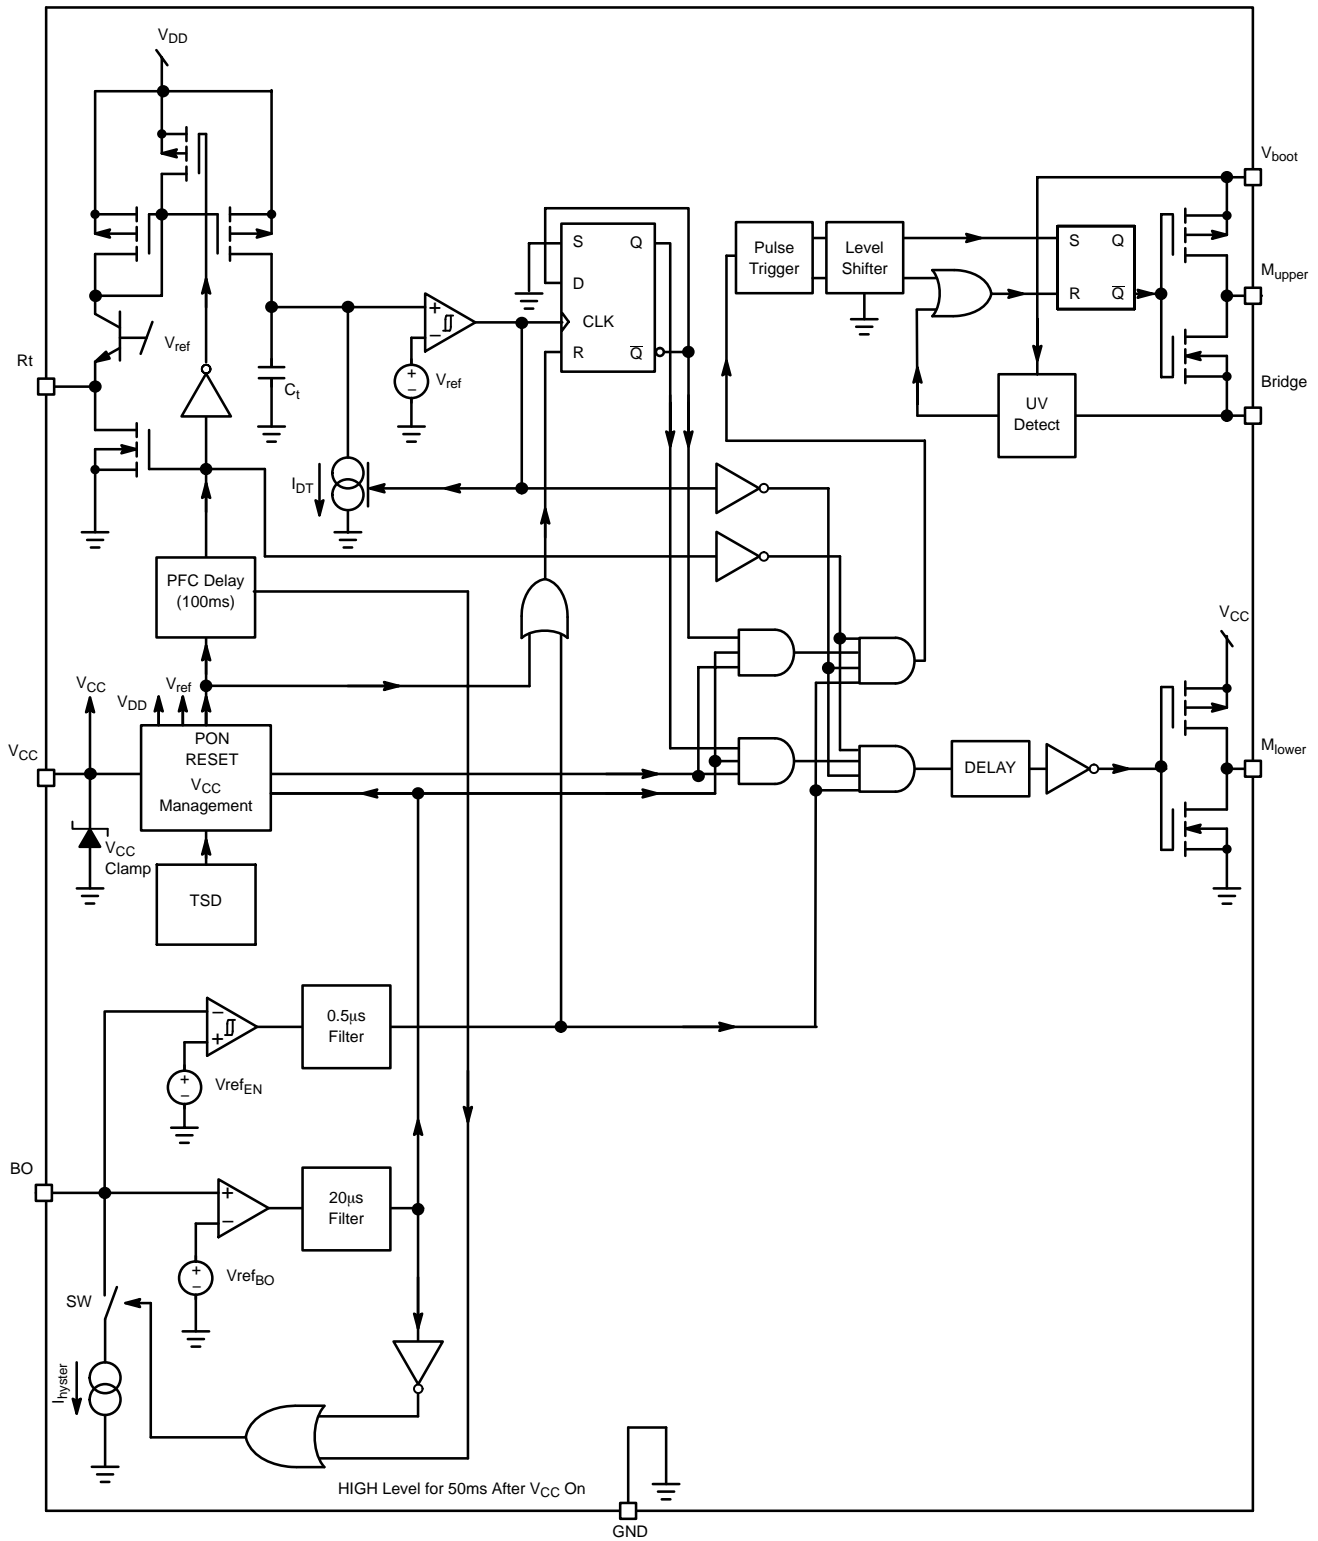 VDD
Vboot
Pulse
Trigger
Level
Shifter
S Q
R Q
Mupper
Bridge
UV
Detect
S Q
D
CLK
R Q
+
−
+
−
Vref
Vref
Rt
Ct
IDT
PFC Delay
(100ms)
VCC
VCC
Vref
VDD
VCC
PON
RESET
VCC
Management
Mlower
DELAY
VCC
Clamp
TSD
−
+
0.5µs
Filter
+
−
VrefEN
BO
+
−
20µs
Filter
+
−
VrefBO
SW
Ihyster
HIGH Level for 50ms After VCC On
GND